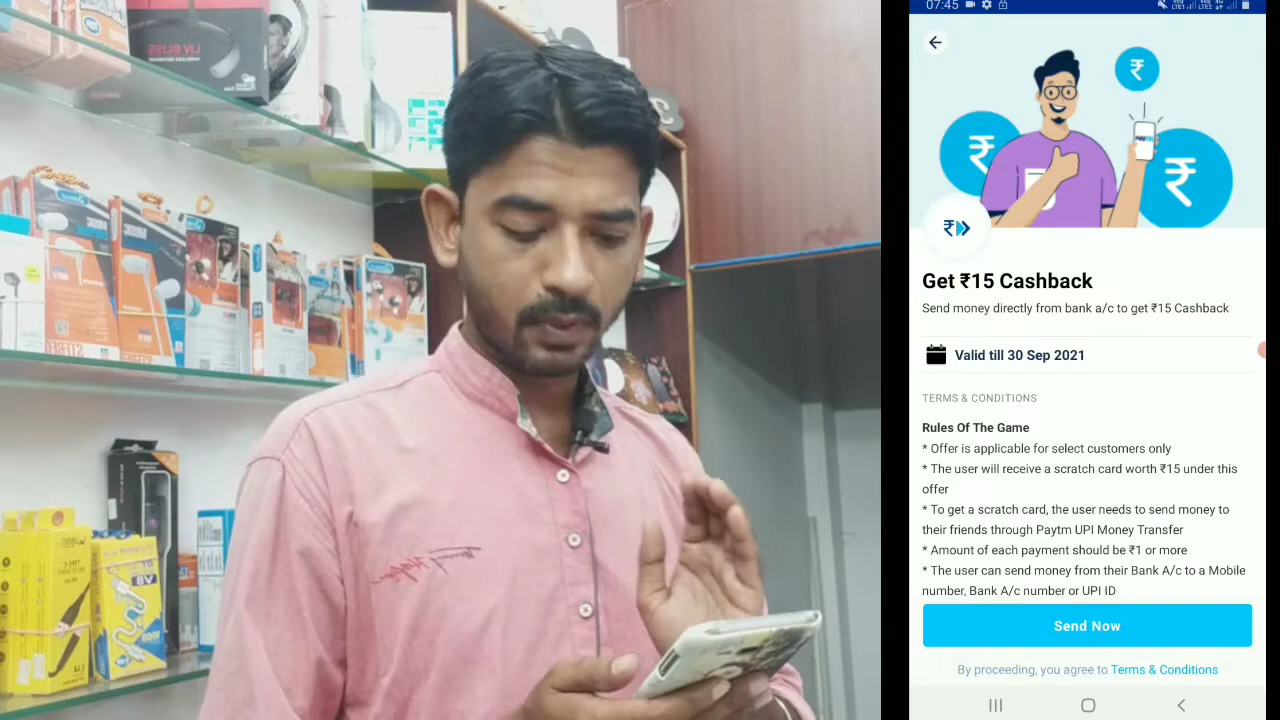 LIV BLISS
07:45
₹
₹
₹
₹
Get ₹15 Cashback
Send money directly from bank a/c to get ₹15 Cashback
Valid till 30 Sep 2021
TERMS & CONDITIONS
Rules Of The Game
* Offer is applicable for select customers only
* The user will receive a scratch card worth ₹15 under this
offer
* To get a scratch card, the user needs to send money to
their friends through Paytm UPI Money Transfer
* Amount of each payment should be ₹1 or more
* The user can send money from their Bank A/c to a Mobile
number, Bank A/c number or UPI ID
Send Now
By proceeding, you agree to Terms & Conditions